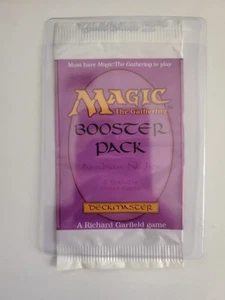 Must have Magic: The Gathering to play
MAGIC
The Gathering
BOOSTER
PACK
DECKMASTER
A Richard Garfield game